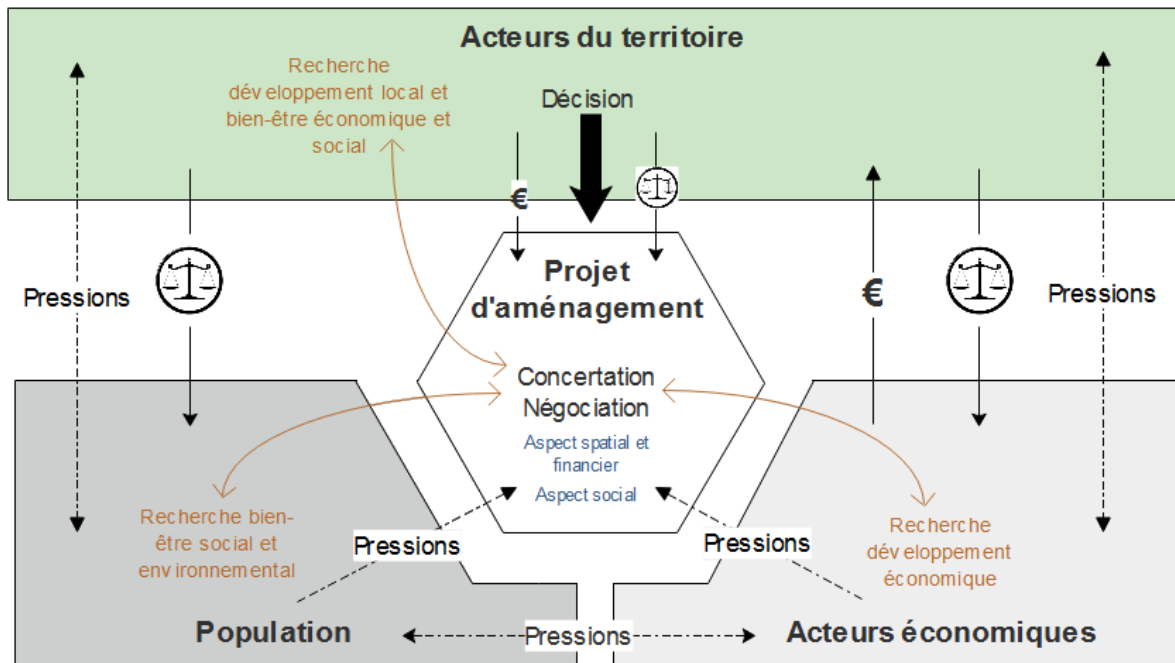 Acteurs du territoire
Recherche
développement local et
bien-être économique et
social
Décision
€
Pressions
Projet
d'aménagement
€
Pressions
Concertation
Négociation
Aspect spatial et
financier
Aspect social
Recherche bien-
être social et
environnemental
Pressions
Pressions
Recherche
développement
économique
Population
Pressions
Acteurs économiques